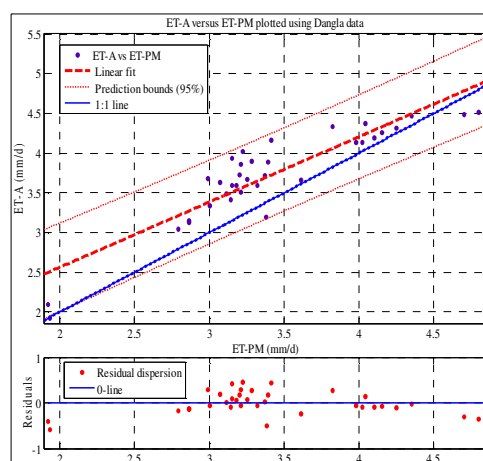 ET-A versus ET-PM plotted using Dangla data
5.5
5
4.5
4
3.5
3
2.5
2
ET-A (mm/d)
ET-A vs ET-PM
Linear fit
Prediction bounds (95%)
1:1 line
2 2.5 3 3.5 4 4.5
ET-PM (mm/d)
1
0
-1
Residuals
Residual dispersion
0-line
2 2.5 3 3.5 4 4.5